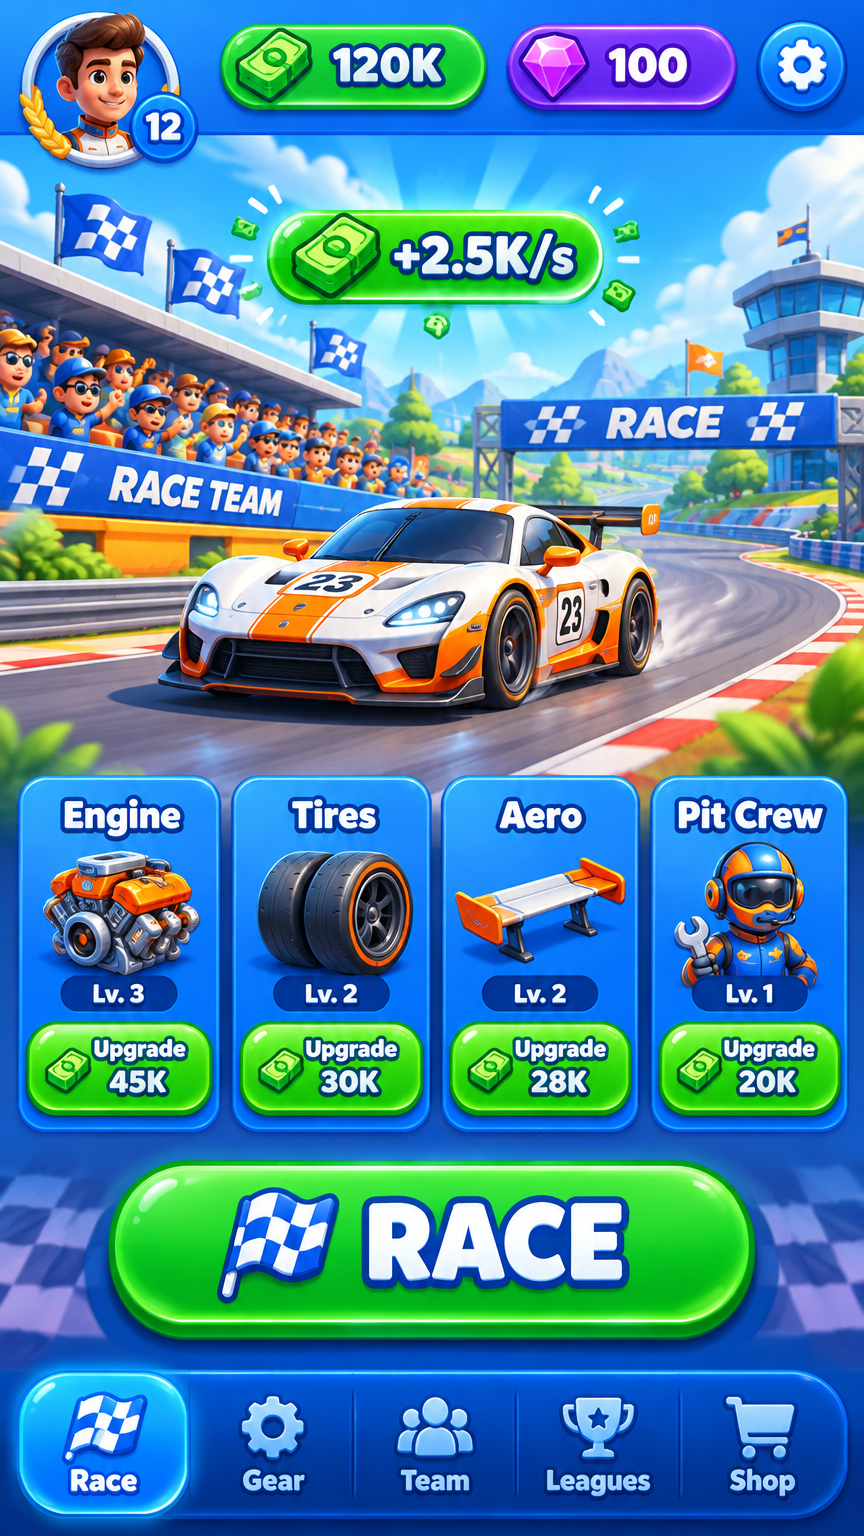 120K
100
12
+2.5K/s
RACE
RACE TEAM
23
23
Engine
Tires
Aero
Pit Crew
Lv. 3
Lv. 2
Lv. 2
Lv. 1
Upgrade
45K
Upgrade
30K
Upgrade
28K
Upgrade
20K
RACE
Race
Gear
Team
Leagues
Shop